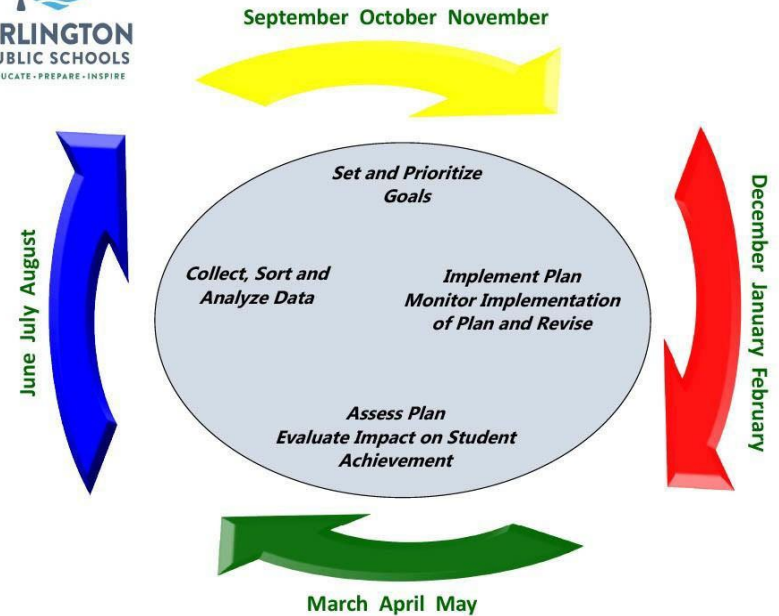 RLINGTON
UBLIC SCHOOLS
UCATE • PREPARE • INSPIRE
September October November
Set and Prioritize
Goals
Collect, Sort and
Analyze Data
Implement Plan
Monitor Implementation
of Plan and Revise
Assess Plan
Evaluate Impact on Student
Achievement
June July August
December January February
March April May